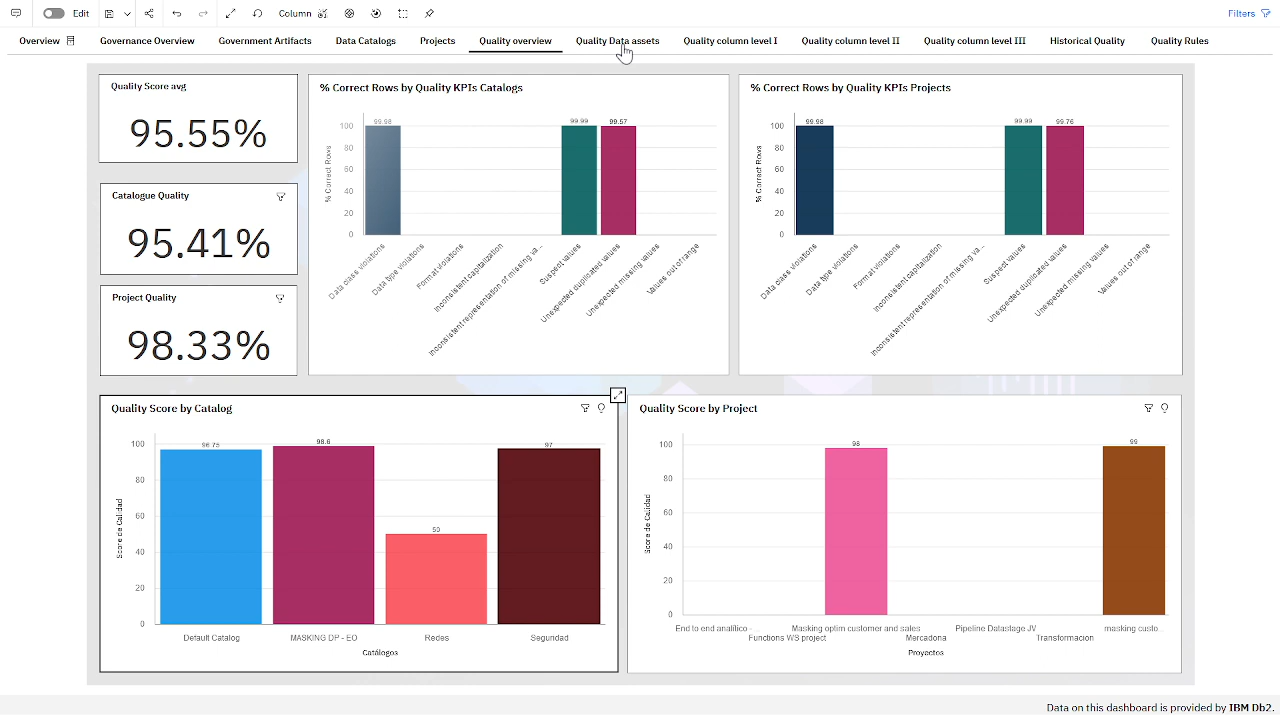 Edit
Column
Filters
Overview
Governance Overview
Government Artifacts
Data Catalogs
Projects
Quality overview
Quality Data assets
Quality column level I
Quality column level II
Quality column level III
Historical Quality
Quality Rules
Quality Score avg
95.55%
Catalogue Quality
95.41%
Project Quality
98.33%
% Correct Rows by Quality KPIs Catalogs
% Correct Rows
100
80
60
40
20
0
99.98
99.99
99.57
Data class violations
Data type violations
Format violations
Inconsistent capitalization
Inconsistent representation of missing va...
Suspect values
Unexpected duplicated values
Unexpected missing values
Values out of range
% Correct Rows by Quality KPIs Projects
% Correct Rows
100
80
60
40
20
0
99.98
99.99
99.76
Data class violations
Data type violations
Format violations
Inconsistent capitalization
Inconsistent representation of missing va...
Suspect values
Unexpected duplicated values
Unexpected missing values
Values out of range
Quality Score by Catalog
Score de Calidad
100
80
60
40
20
0
96.75
98.6
50
97
Default Catalog
MASKING DP - EO
Redes
Seguridad
Catálogos
Quality Score by Project
Score de Calidad
100
80
60
40
20
0
98
99
End to end analítico - ...
Functions WS project
Masking optim customer and sales
Mercadona
Pipeline Datastage JV
Transformacion
masking custo...
Proyectos
Data on this dashboard is provided by IBM Db2.